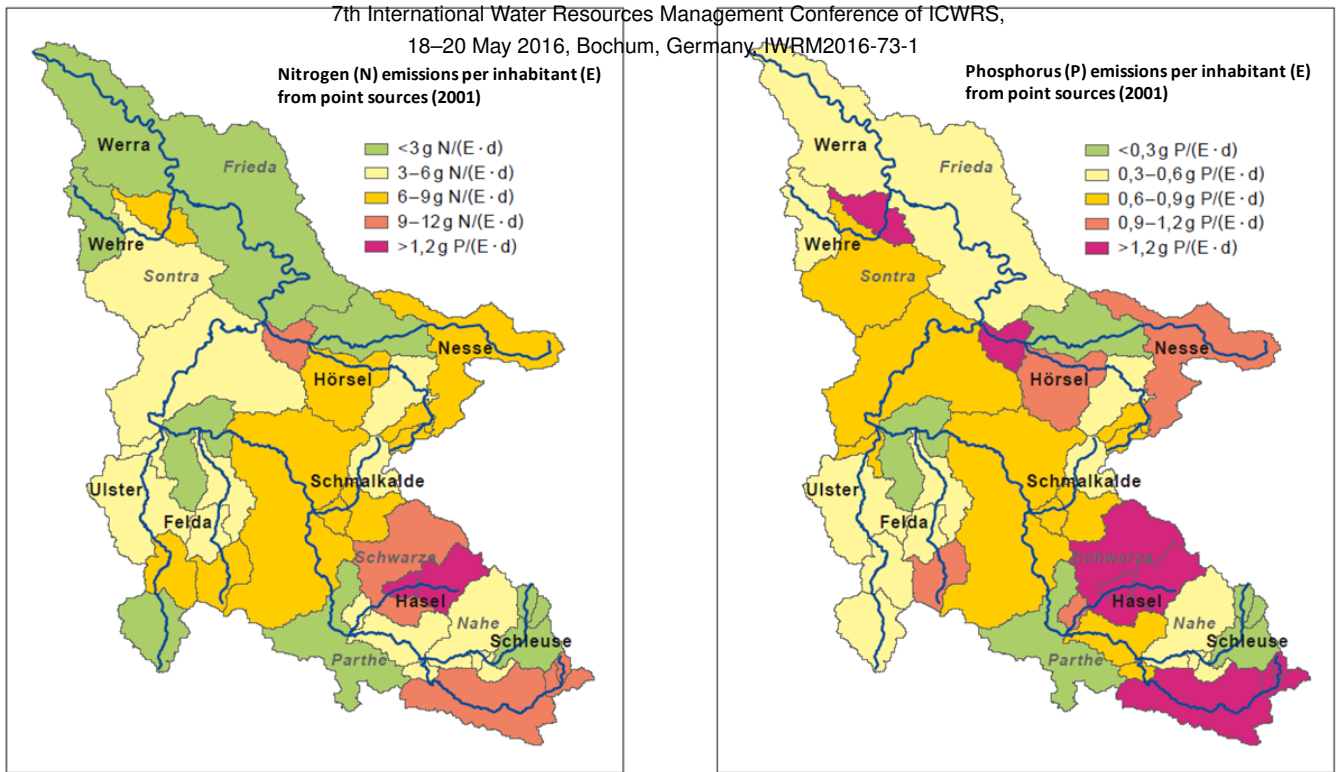 7th International Water Resources Management Conference of ICWRS,
18–20 May 2016, Bochum, Germany, IWRM2016-73-1
Nitrogen (N) emissions per inhabitant (E)
from point sources (2001)
<3 g N/(E · d)
3–6 g N/(E · d)
6–9 g N/(E · d)
9–12 g N/(E · d)
>1,2 g P/(E · d)
Werra
Frieda
Wehre
Sontra
Nesse
Hörsel
Schmalkalde
Ulster
Felda
Schwarza
Hasel
Nahe
Schleuse
Parthe
Phosphorus (P) emissions per inhabitant (E)
from point sources (2001)
<0,3 g P/(E · d)
0,3–0,6 g P/(E · d)
0,6–0,9 g P/(E · d)
0,9–1,2 g P/(E · d)
>1,2 g P/(E · d)
Werra
Frieda
Wehre
Sontra
Nesse
Hörsel
Schmalkalde
Ulster
Felda
Schwarza
Hasel
Nahe
Schleuse
Parthe